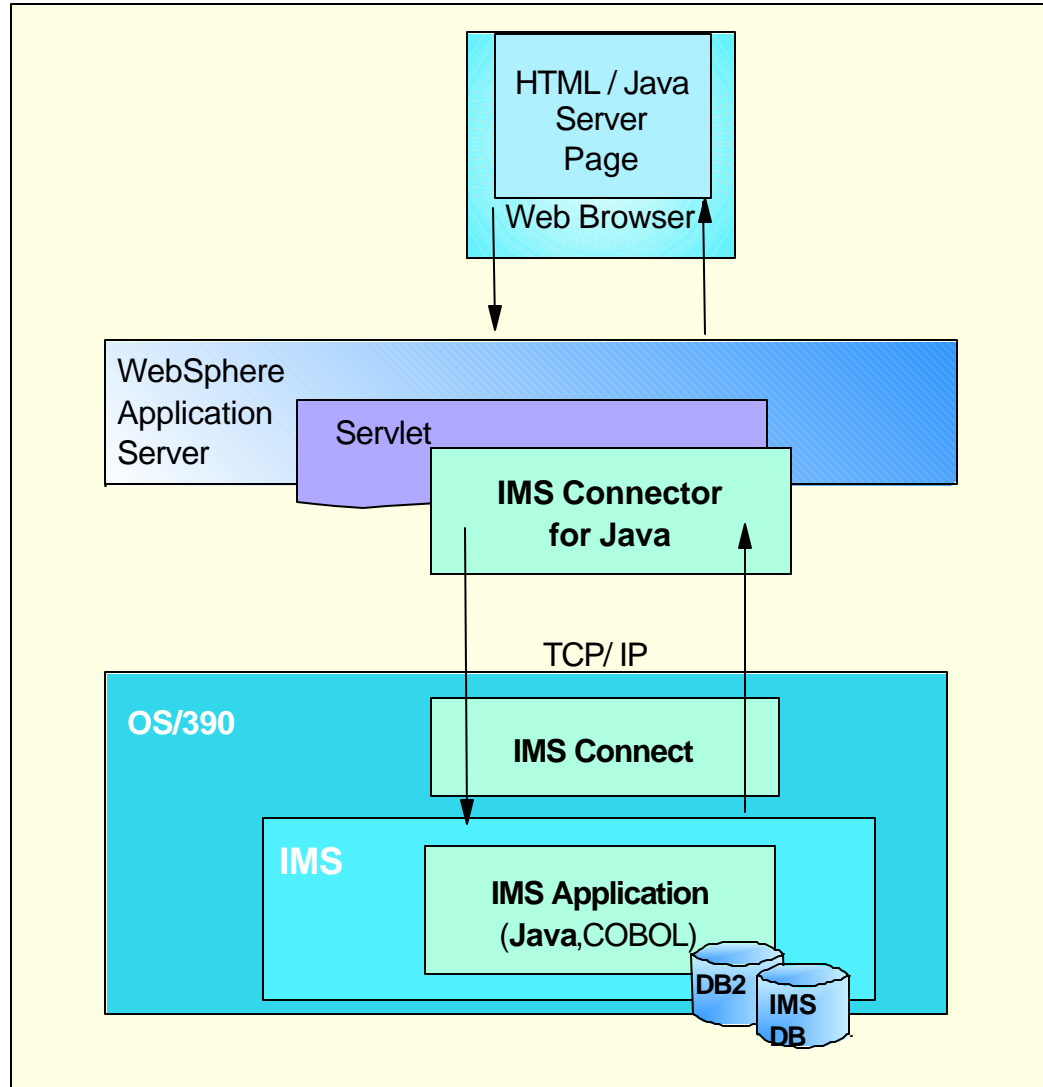 HTML / Java
Server
Page
Web Browser
WebSphere
Application
Server
Servlet
IMS Connector
for Java
TCP/ IP
OS/390
IMS Connect
IMS
IMS Application
(Java,COBOL)
DB2
IMS
DB